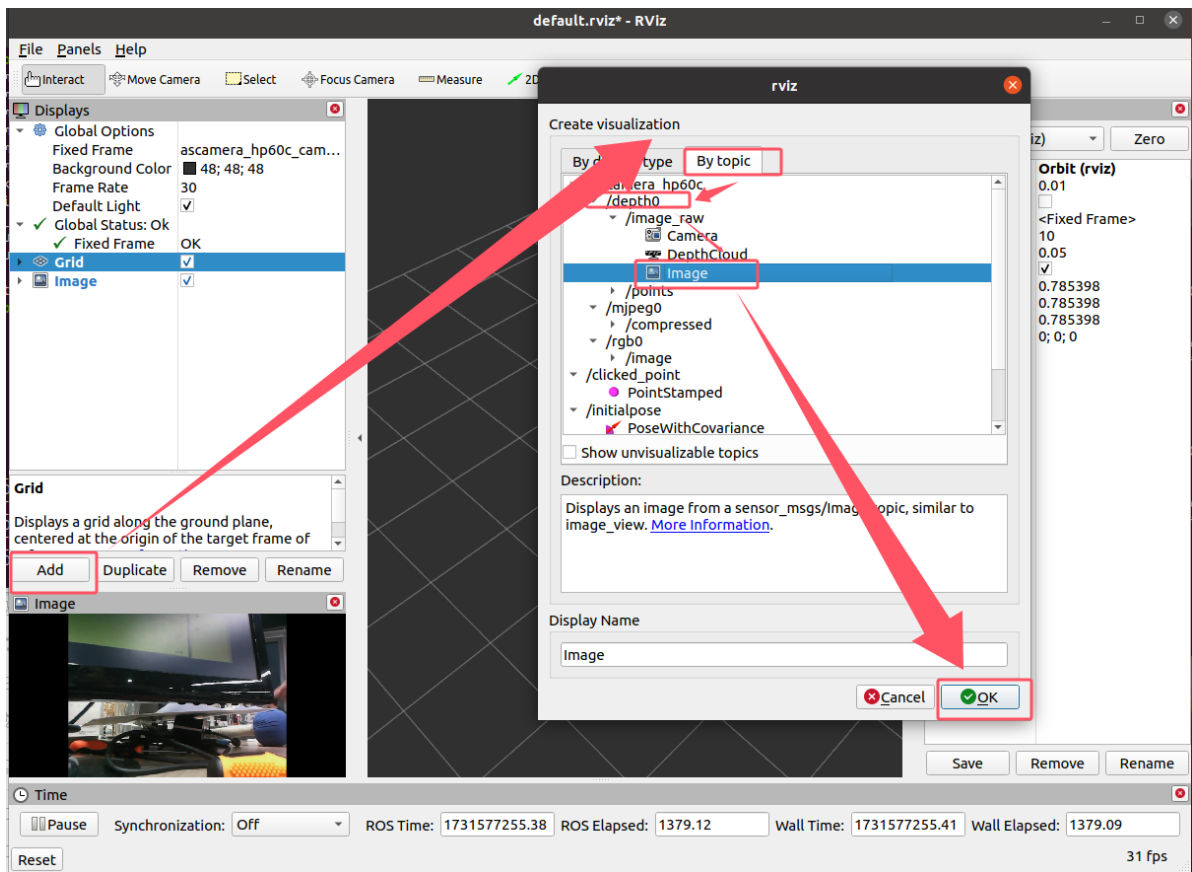 default.rviz* - RViz
File Panels Help
Interact Move Camera Select Focus Camera Measure 2D
Displays
Global Options
Fixed Frame ascamera_hp60c_cam...
Background Color 48; 48; 48
Frame Rate 30
Default Light
Global Status: Ok
Fixed Frame OK
Grid
Image
Grid
Displays a grid along the ground plane,
centered at the origin of the target frame of
Add Duplicate Remove Rename
Image
rviz
Create visualization
By type By topic
camera_hp60c
/depth0
/image_raw
Camera
DepthCloud
Image
/points
/mjpeg0
/compressed
/rgb0
/image
/clicked_point
PointStamped
/initialpose
PoseWithCovariance
Show unvisualizable topics
Description:
Displays an image from a sensor_msgs/Image topic, similar to
image_view. More Information.
Display Name
Image
Cancel OK
iz) Zero
Orbit (rviz)
0.01
<Fixed Frame>
10
0.05
0.785398
0.785398
0.785398
0; 0; 0
Save Remove Rename
Time
Pause Synchronization: Off ROS Time: 1731577255.38 ROS Elapsed: 1379.12 Wall Time: 1731577255.41 Wall Elapsed: 1379.09
Reset 31 fps